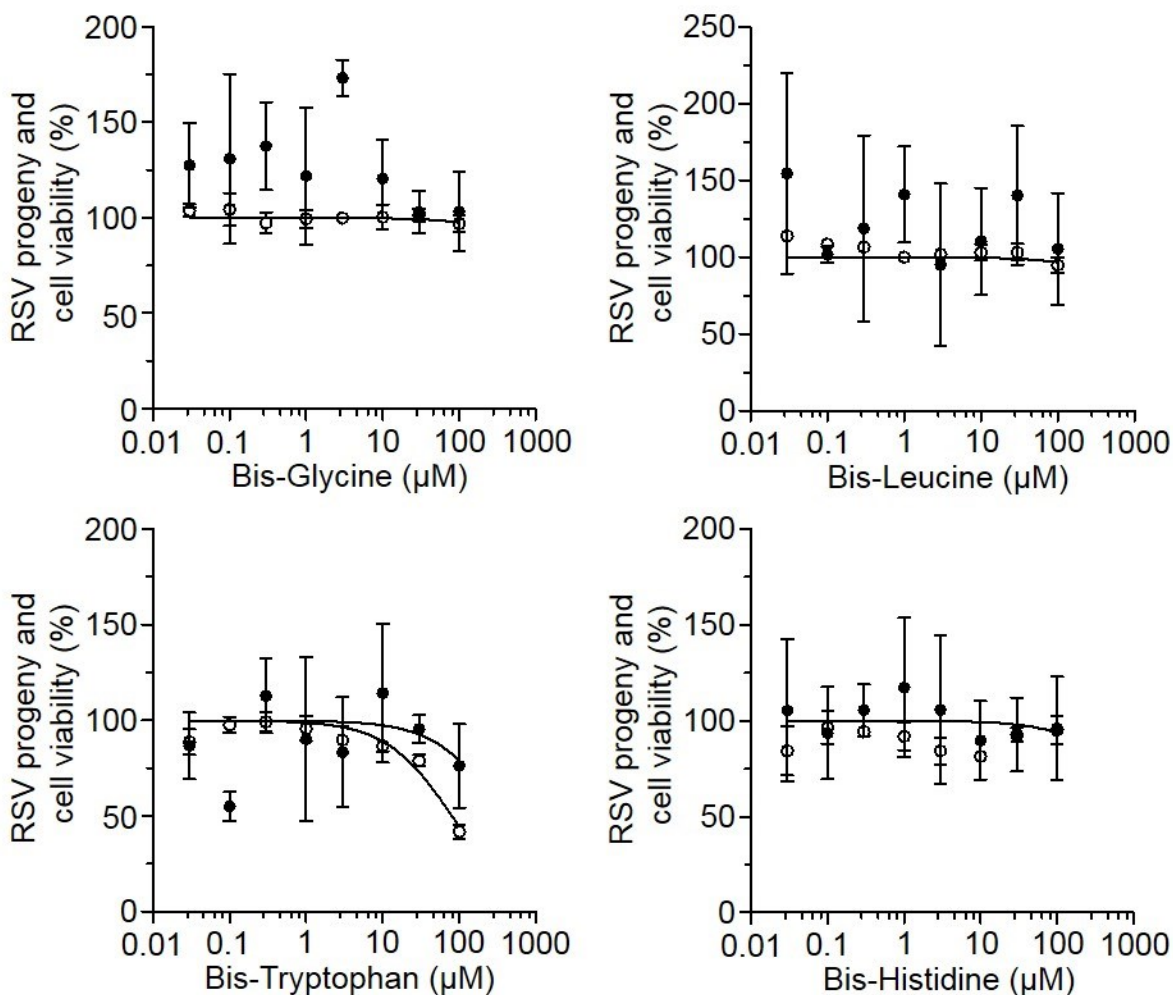 RSV progeny and
cell viability (%)
200
150
100
50
0
0.01 0.1 1 10 100 1000
Bis-Glycine (µM)
RSV progeny and
cell viability (%)
250
200
150
100
50
0
0.01 0.1 1 10 100 1000
Bis-Leucine (µM)
RSV progeny and
cell viability (%)
200
150
100
50
0
0.01 0.1 1 10 100 1000
Bis-Tryptophan (µM)
RSV progeny and
cell viability (%)
200
150
100
50
0
0.01 0.1 1 10 100 1000
Bis-Histidine (µM)